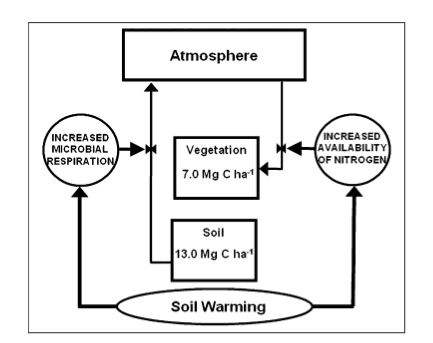 Atmosphere
INCREASED
MICROBIAL
RESPIRATION
INCREASED
AVAILABILITY
OF NITROGEN
Vegetation
7.0 Mg C ha-1
Soil
13.0 Mg C ha-1
Soil Warming